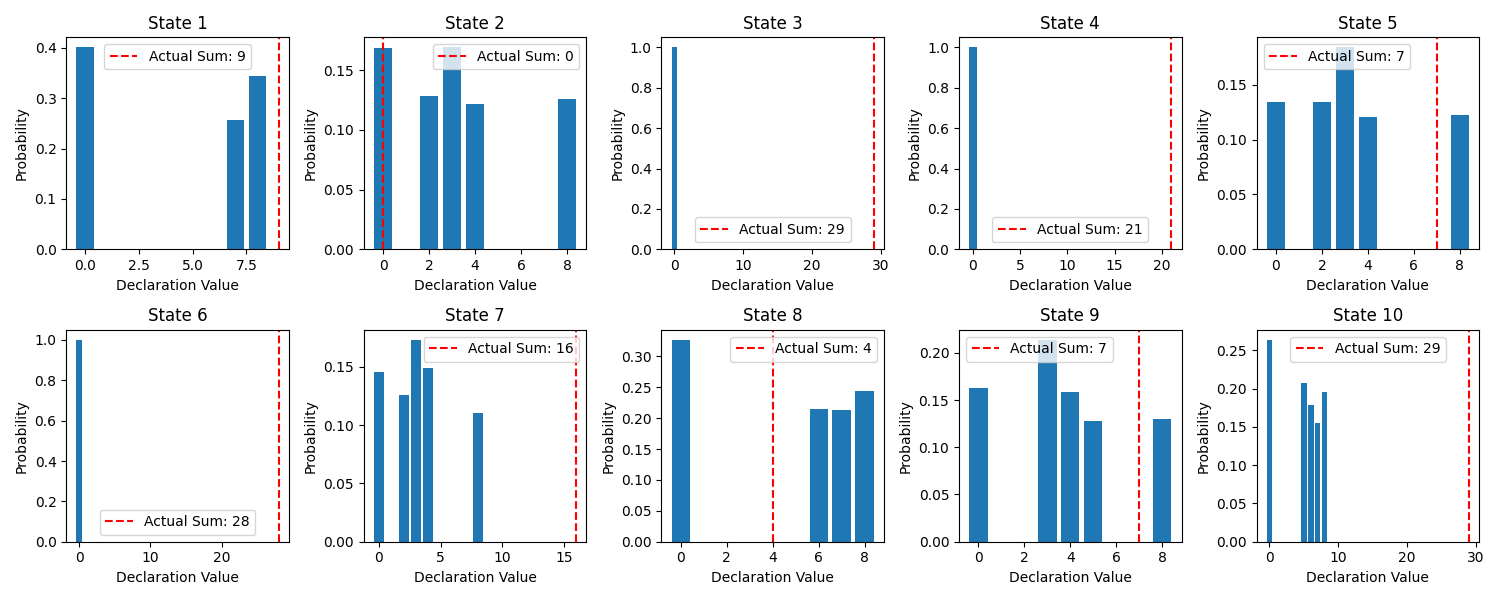 State 1
State 2
State 3
State 4
State 5
Actual Sum: 9
Actual Sum: 0
Actual Sum: 29
Actual Sum: 21
Actual Sum: 7
Probability
0.0
0.1
0.2
0.3
0.4
0.0 2.5 5.0 7.5
Declaration Value
Probability
0.00
0.05
0.10
0.15
0 2 4 6 8
Declaration Value
Probability
0.0
0.2
0.4
0.6
0.8
1.0
0 10 20 30
Declaration Value
Probability
0.0
0.2
0.4
0.6
0.8
1.0
0 5 10 15 20
Declaration Value
Probability
0.00
0.05
0.10
0.15
0 2 4 6 8
Declaration Value
State 6
State 7
State 8
State 9
State 10
Actual Sum: 28
Actual Sum: 16
Actual Sum: 4
Actual Sum: 7
Actual Sum: 29
Probability
0.0
0.2
0.4
0.6
0.8
1.0
0 10 20
Declaration Value
Probability
0.00
0.05
0.10
0.15
0 5 10 15
Declaration Value
Probability
0.00
0.05
0.10
0.15
0.20
0.25
0.30
0 2 4 6 8
Declaration Value
Probability
0.00
0.05
0.10
0.15
0.20
0 2 4 6 8
Declaration Value
Probability
0.00
0.05
0.10
0.15
0.20
0.25
0 10 20 30
Declaration Value